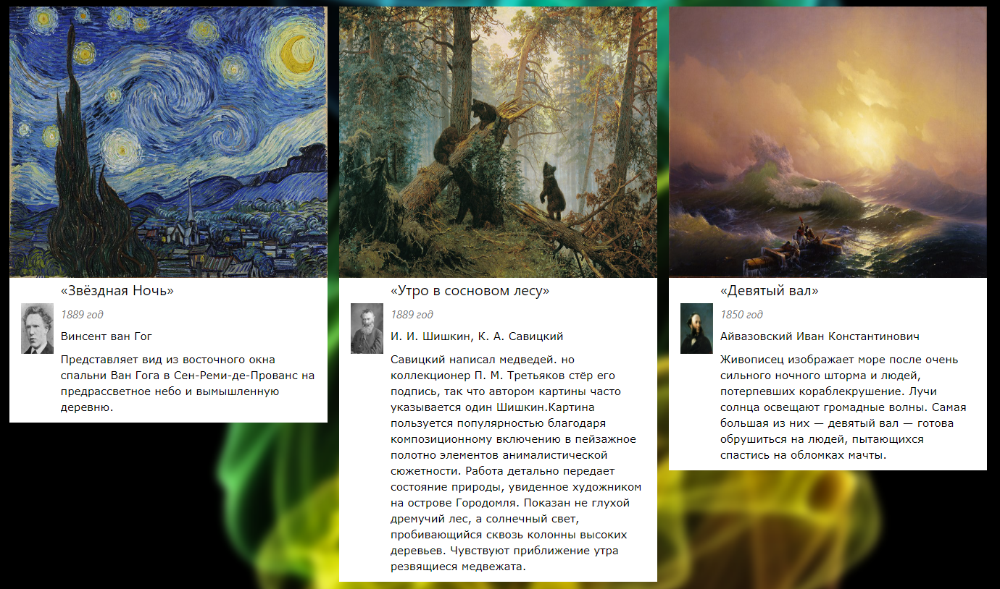 «Звёздная Ночь»
1889 год
Винсент ван Гог
Представляет вид из восточного окна
спальни Ван Гога в Сен-Реми-де-Прованс на
предрассветное небо и вымышленную
деревню.
«Утро в сосновом лесу»
1889 год
И. И. Шишкин, К. А. Савицкий
Савицкий написал медведей. но
коллекционер П. М. Третьяков стёр его
подпись, так что автором картины часто
указывается один Шишкин.Картина
пользуется популярностью благодаря
композиционному включению в пейзажное
полотно элементов анималистической
сюжетности. Работа детально передает
состояние природы, увиденное художником
на острове Городомля. Показан не глухой
дремучий лес, а солнечный свет,
пробивающийся сквозь колонны высоких
деревьев. Чувствуют приближение утра
резвящиеся медвежата.
«Девятый вал»
1850 год
Айвазовский Иван Константинович
Живописец изображает море после очень
сильного ночного шторма и людей,
потерпевших кораблекрушение. Лучи
солнца освещают громадные волны. Самая
большая из них — девятый вал — готова
обрушиться на людей, пытающихся
спастись на обломках мачты.